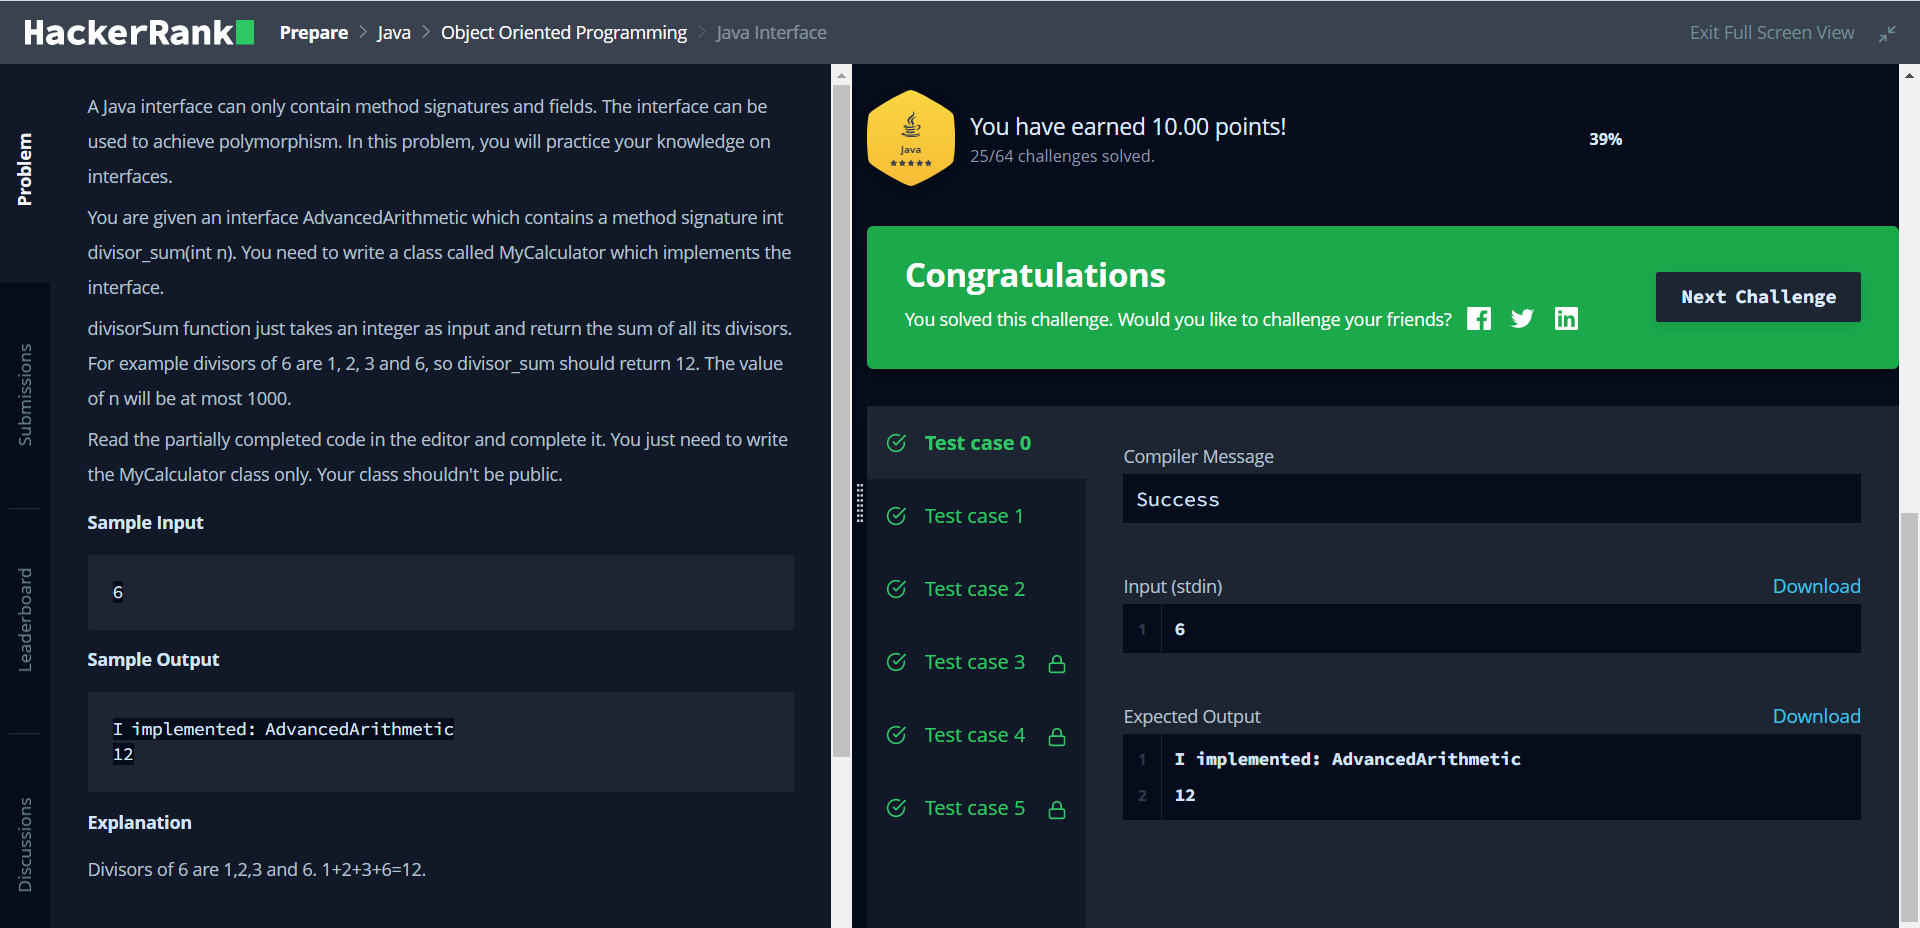 HackerRank Prepare > Java > Object Oriented Programming > Java Interface Exit Full Screen View
Problem
Submissions
Leaderboard
Discussions
A Java interface can only contain method signatures and fields. The interface can be
used to achieve polymorphism. In this problem, you will practice your knowledge on
interfaces.
You are given an interface AdvancedArithmetic which contains a method signature int
divisor_sum(int n). You need to write a class called MyCalculator which implements the
interface.
divisorSum function just takes an integer as input and return the sum of all its divisors.
For example divisors of 6 are 1, 2, 3 and 6, so divisor_sum should return 12. The value
of n will be at most 1000.
Read the partially completed code in the editor and complete it. You just need to write
the MyCalculator class only. Your class shouldn't be public.
Sample Input
6
Sample Output
I implemented: AdvancedArithmetic
12
Explanation
Divisors of 6 are 1,2,3 and 6. 1+2+3+6=12.
Java
You have earned 10.00 points!
25/64 challenges solved.
39%
Congratulations
You solved this challenge. Would you like to challenge your friends?
Next Challenge
Test case 0
Test case 1
Test case 2
Test case 3
Test case 4
Test case 5
Compiler Message
Success
Input (stdin) Download
1 6
Expected Output Download
1 I implemented: AdvancedArithmetic
2 12